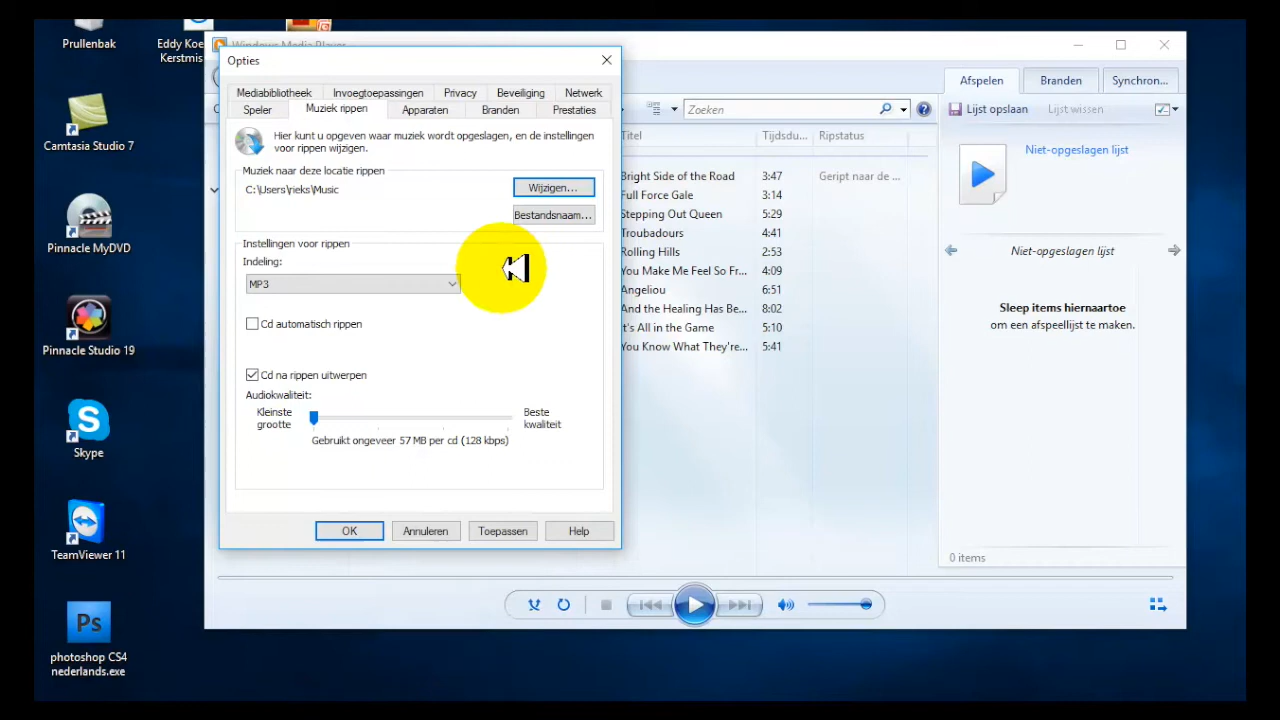 Prullenbak
Eddy Koe
Kerstmis
Camtasia Studio 7
Pinnacle MyDVD
Pinnacle Studio 19
Skype
TeamViewer 11
Ps
photoshop CS4
nederlands.exe
Opties
Mediabibliotheek Invoegtoepassingen Privacy Beveiliging Netwerk
Speler Muziek rippen Apparaten Branden Prestaties
Hier kunt u opgeven waar muziek wordt opgeslagen, en de instellingen
voor rippen wijzigen.
Muziek naar deze locatie rippen
C:\Users\rieks\Music
Wijzigen...
Bestandsnaam...
Instellingen voor rippen
Indeling:
MP3
Cd automatisch rippen
Cd na rippen uitwerpen
Audiokwaliteit:
Kleinste
grootte
Beste
kwaliteit
Gebruikt ongeveer 57 MB per cd (128 kbps)
OK Annuleren Toepassen Help
Zoeken
Titel Tijdsdu... Ripstatus
Bright Side of the Road 3:47 Geript naar de ...
Full Force Gale 3:14
Stepping Out Queen 5:29
Troubadours 4:41
Rolling Hills 2:53
You Make Me Feel So Fr... 4:09
Angeliou 6:51
And the Healing Has Be... 8:02
It's All in the Game 5:10
You Know What They're... 5:41
Afspelen Branden Synchron...
Lijst opslaan Lijst wissen
Niet-opgeslagen lijst
Niet-opgeslagen lijst
Sleep items hiernaartoe
om een afspeellijst te maken.
0 items